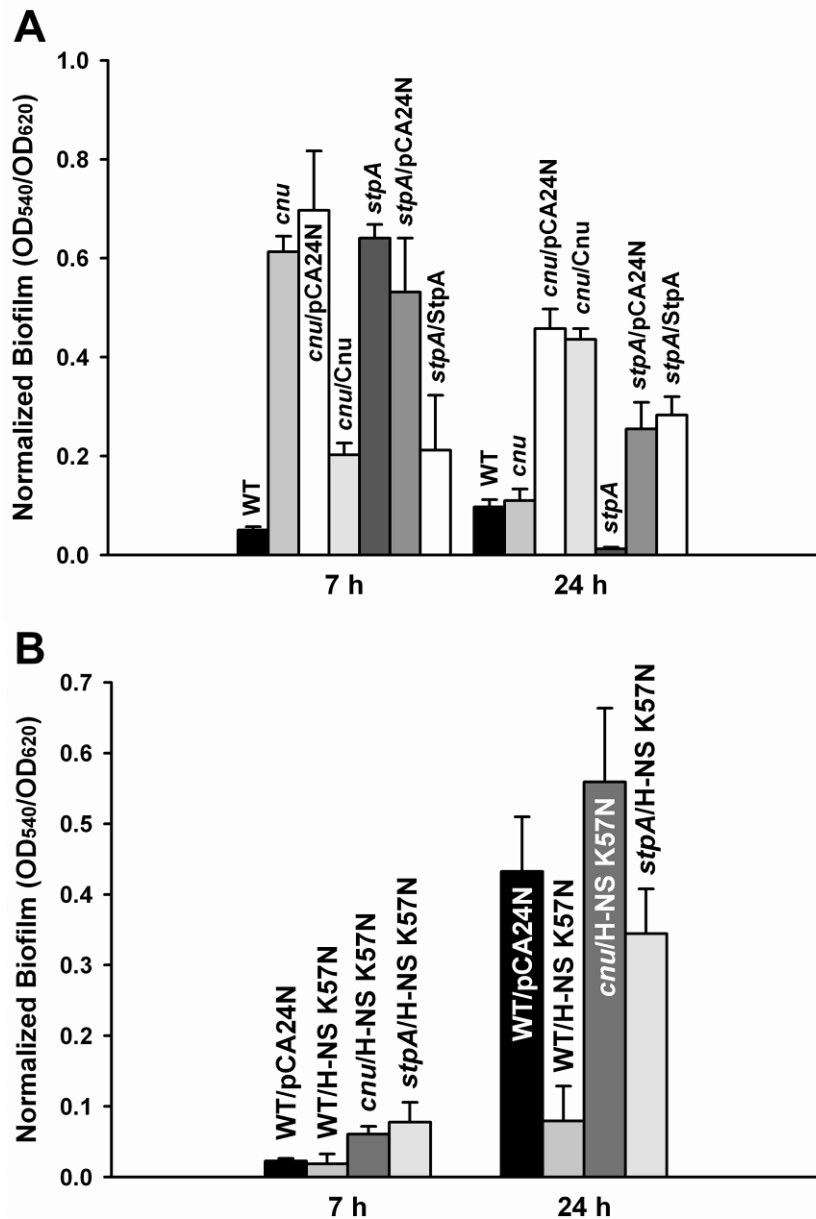 A
Normalized Biofilm (OD540/OD620)
1.0
0.8
0.6
0.4
0.2
0.0
WT
cnu
cnu/pCA24N
cnu/Cnu
stpA
stpA/pCA24N
stpA/StpA
WT
cnu
cnu/pCA24N
cnu/Cnu
stpA
stpA/pCA24N
stpA/StpA
7 h
24 h
B
Normalized Biofilm (OD540/OD620)
0.7
0.6
0.5
0.4
0.3
0.2
0.1
0.0
WT/pCA24N
WT/H-NS K57N
cnu/H-NS K57N
stpA/H-NS K57N
WT/pCA24N
WT/H-NS K57N
cnu/H-NS K57N
stpA/H-NS K57N
7 h
24 h